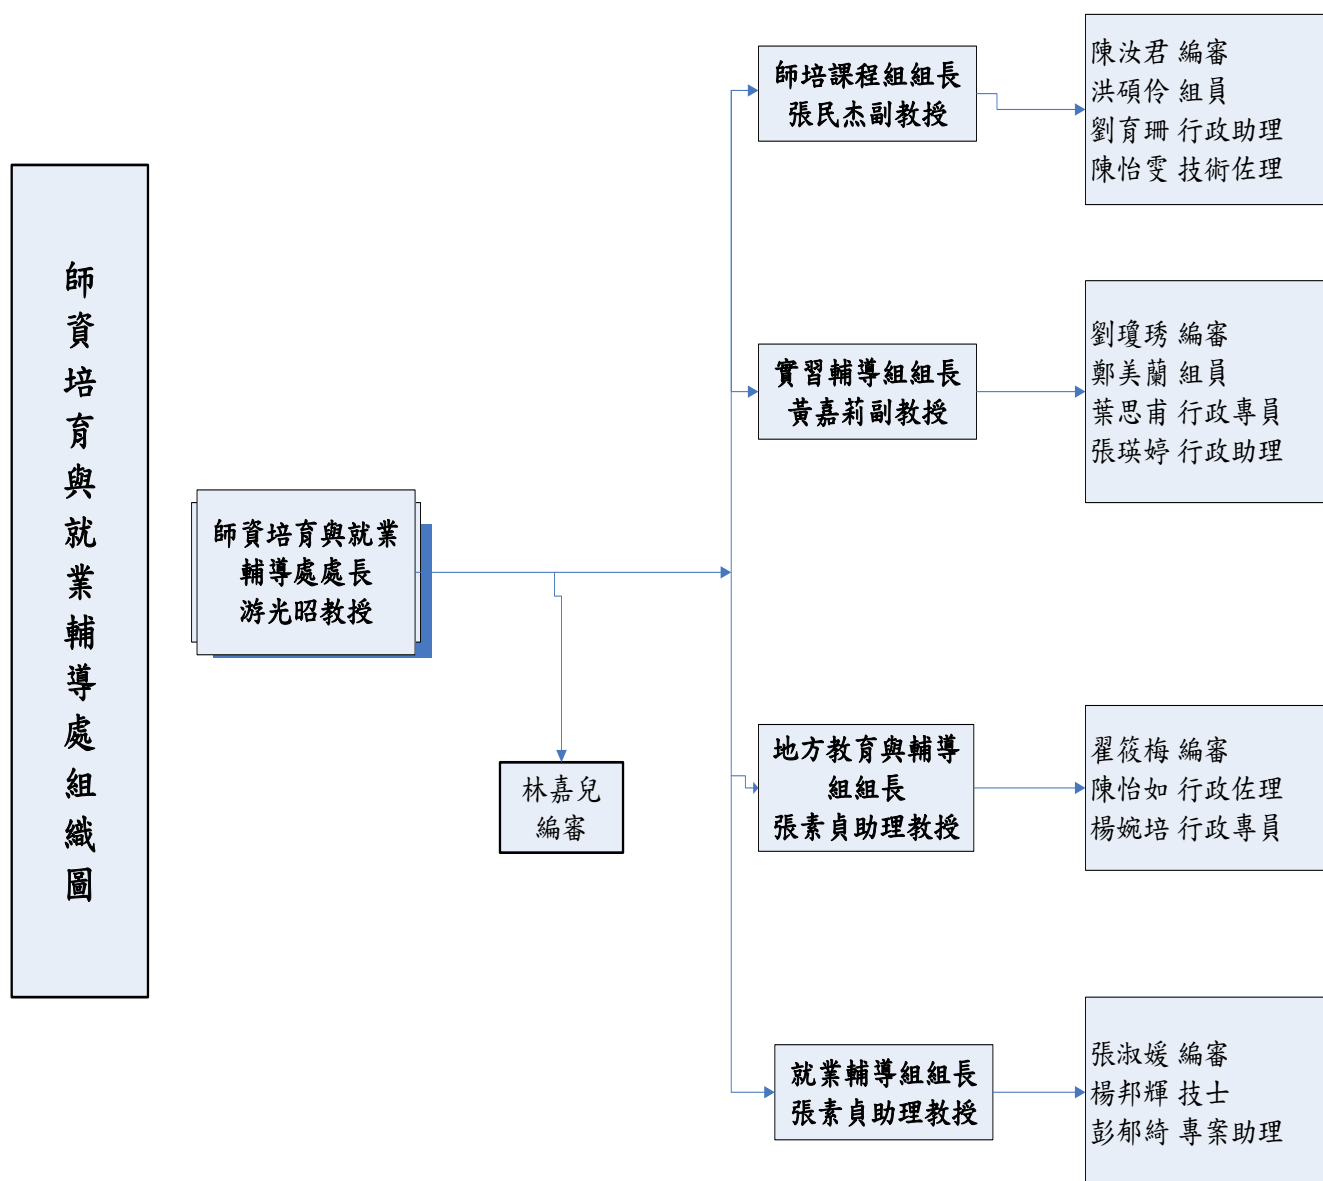 師資培育與就業輔導處組織圖
師資培育與就業
輔導處處長
游光昭教授
林嘉兒
編審
師培課程組組長
張民杰副教授
陳汝君 編審
洪碩伶 組員
劉育珊 行政助理
陳怡雯 技術佐理
實習輔導組組長
黃嘉莉副教授
劉瓊琇 編審
鄭美蘭 組員
葉思甫 行政專員
張瑛婷 行政助理
地方教育與輔導
組組長
張素貞助理教授
翟筱梅 編審
陳怡如 行政佐理
楊婉培 行政專員
就業輔導組組長
張素貞助理教授
張淑媛 編審
楊邦輝 技士
彭郁綺 專案助理